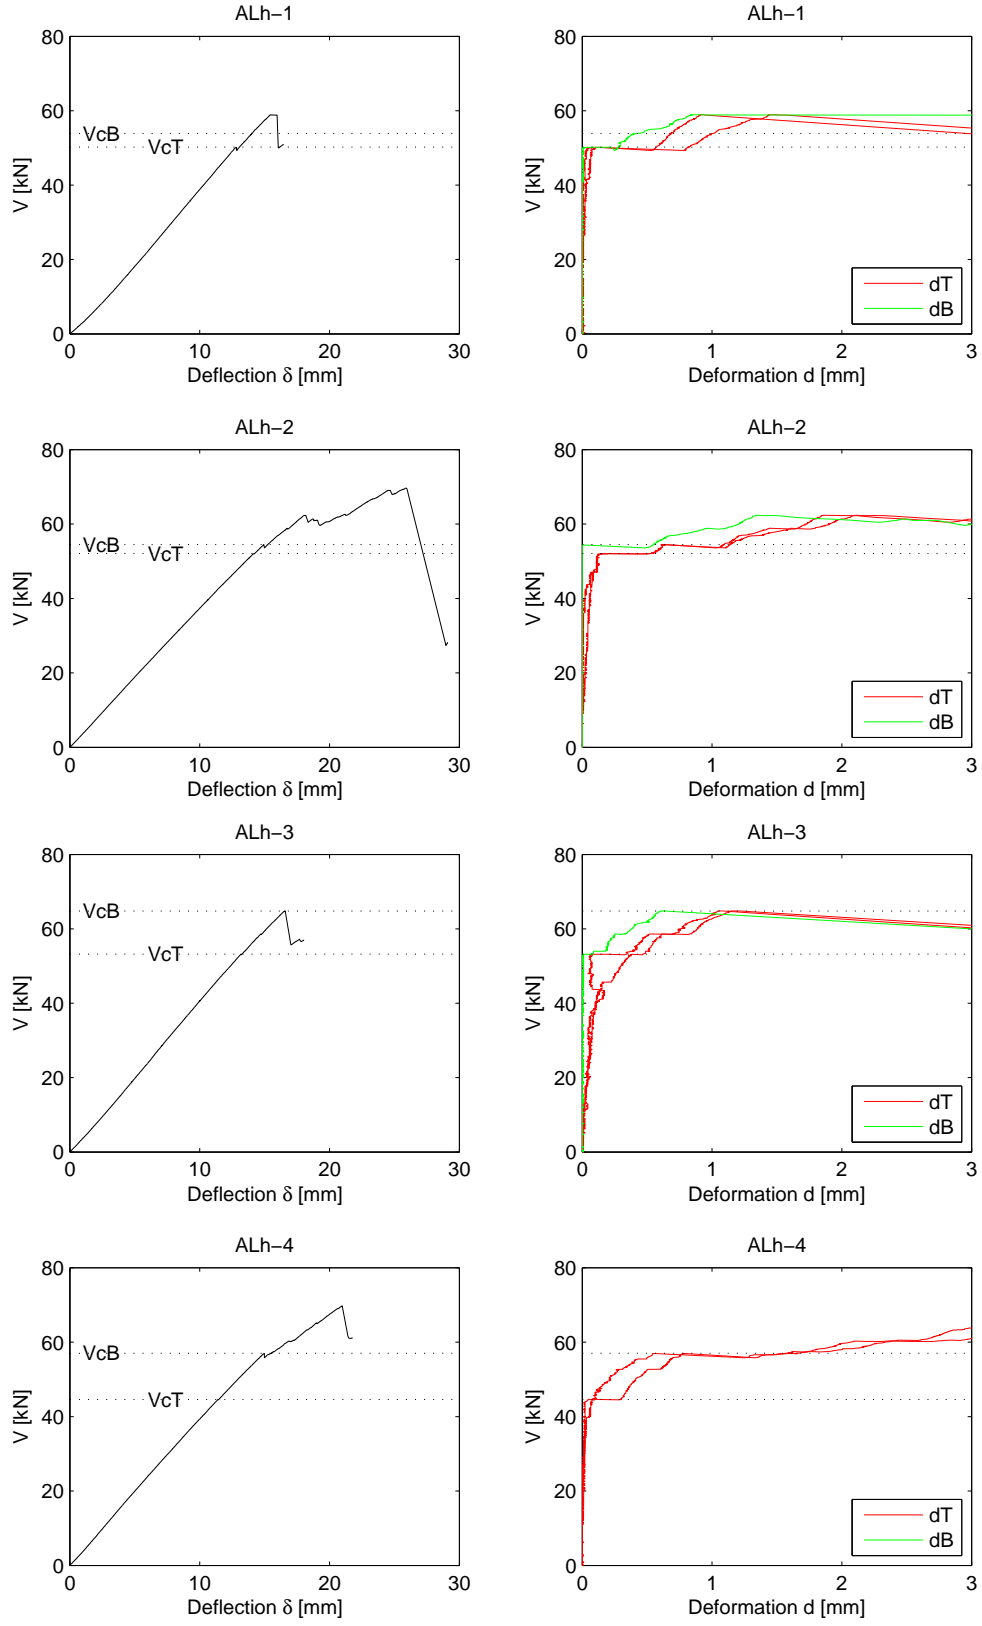 ALh−1
V [kN]
80
60
40
20
0
VcB
VcT
0 10 20 30
Deflection δ [mm]
ALh−1
V [kN]
80
60
40
20
0
dT
dB
0 1 2 3
Deformation d [mm]
ALh−2
V [kN]
80
60
40
20
0
VcB
VcT
0 10 20 30
Deflection δ [mm]
ALh−2
V [kN]
80
60
40
20
0
dT
dB
0 1 2 3
Deformation d [mm]
ALh−3
V [kN]
80
60
40
20
0
VcB
VcT
0 10 20 30
Deflection δ [mm]
ALh−3
V [kN]
80
60
40
20
0
dT
dB
0 1 2 3
Deformation d [mm]
ALh−4
V [kN]
80
60
40
20
0
VcB
VcT
0 10 20 30
Deflection δ [mm]
ALh−4
V [kN]
80
60
40
20
0
dT
dB
0 1 2 3
Deformation d [mm]